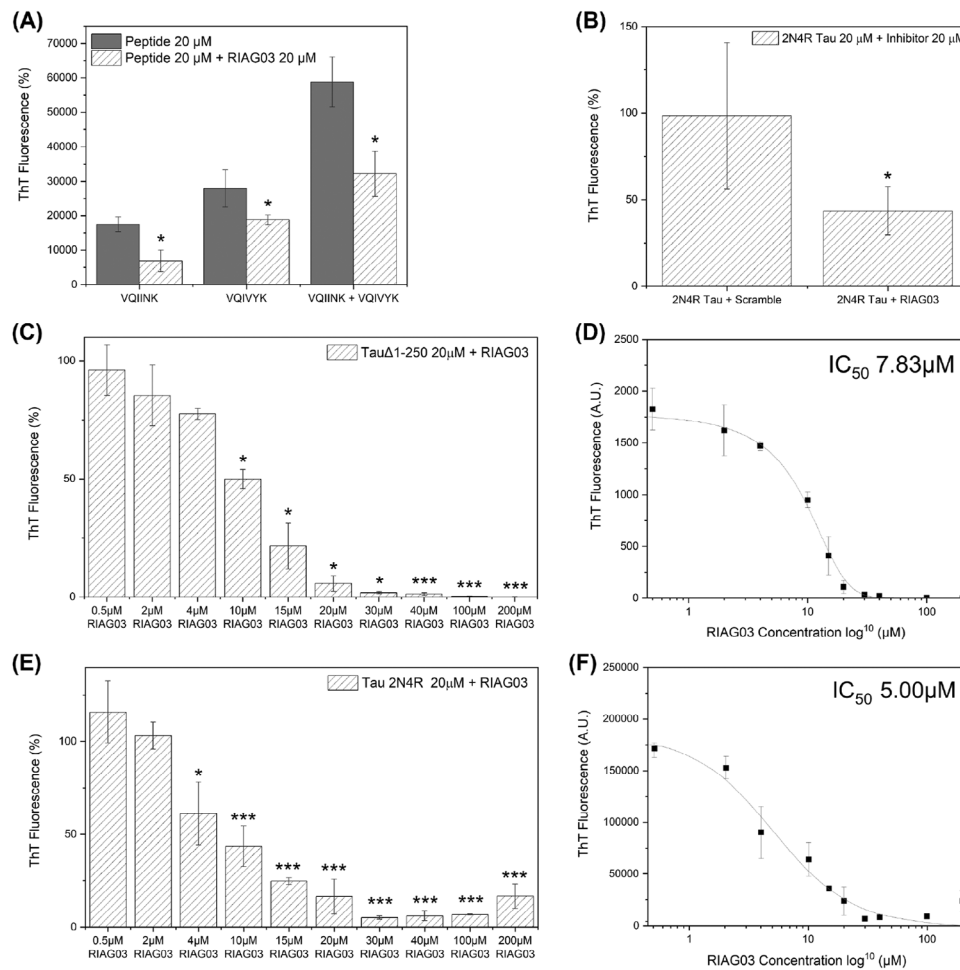 (A)
ThT Fluorescence (%)
70000
60000
50000
40000
30000
20000
10000
0
Peptide 20 µM
Peptide 20 µM + RIAG03 20 µM
*
*
*
VQIINK
VQIVYK
VQIINK + VQIVYK
(B)
ThT Fluorescence (%)
150
100
50
0
2N4R Tau 20 µM + Inhibitor 20 µM
*
2N4R Tau + Scramble
2N4R Tau + RIAG03
(C)
ThT Fluorescence (%)
100
50
0
TauΔ1-250 20µM + RIAG03
*
*
*
*
***
***
***
0.5µM 2µM 4µM 10µM 15µM 20µM 30µM 40µM 100µM 200µM
RIAG03 RIAG03 RIAG03 RIAG03 RIAG03 RIAG03 RIAG03 RIAG03 RIAG03 RIAG03
(D)
IC50 7.83µM
ThT Fluorescence (A.U.)
2500
2000
1750
1500
1000
500
0
1 10 100
RIAG03 Concentration log10 (µM)
(E)
ThT Fluorescence (%)
100
50
0
Tau 2N4R 20µM + RIAG03
*
***
***
***
***
***
***
***
0.5µM 2µM 4µM 10µM 15µM 20µM 30µM 40µM 100µM 200µM
RIAG03 RIAG03 RIAG03 RIAG03 RIAG03 RIAG03 RIAG03 RIAG03 RIAG03 RIAG03
(F)
IC50 5.00µM
ThT Fluorescence (A.U.)
250000
200000
150000
100000
50000
0
1 10 100
RIAG03 Concentration log10 (µM)